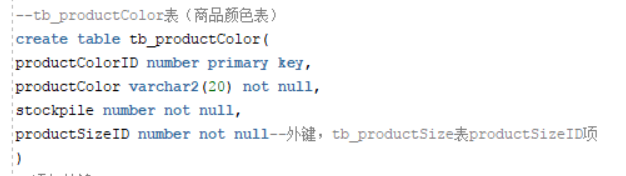 --tb_productColor表（商品颜色表）
create table tb_productColor(
productColorID number primary key,
productColor varchar2(20) not null,
stockpile number not null,
productSizeID number not null--外键，tb_productSize表productSizeID项
)